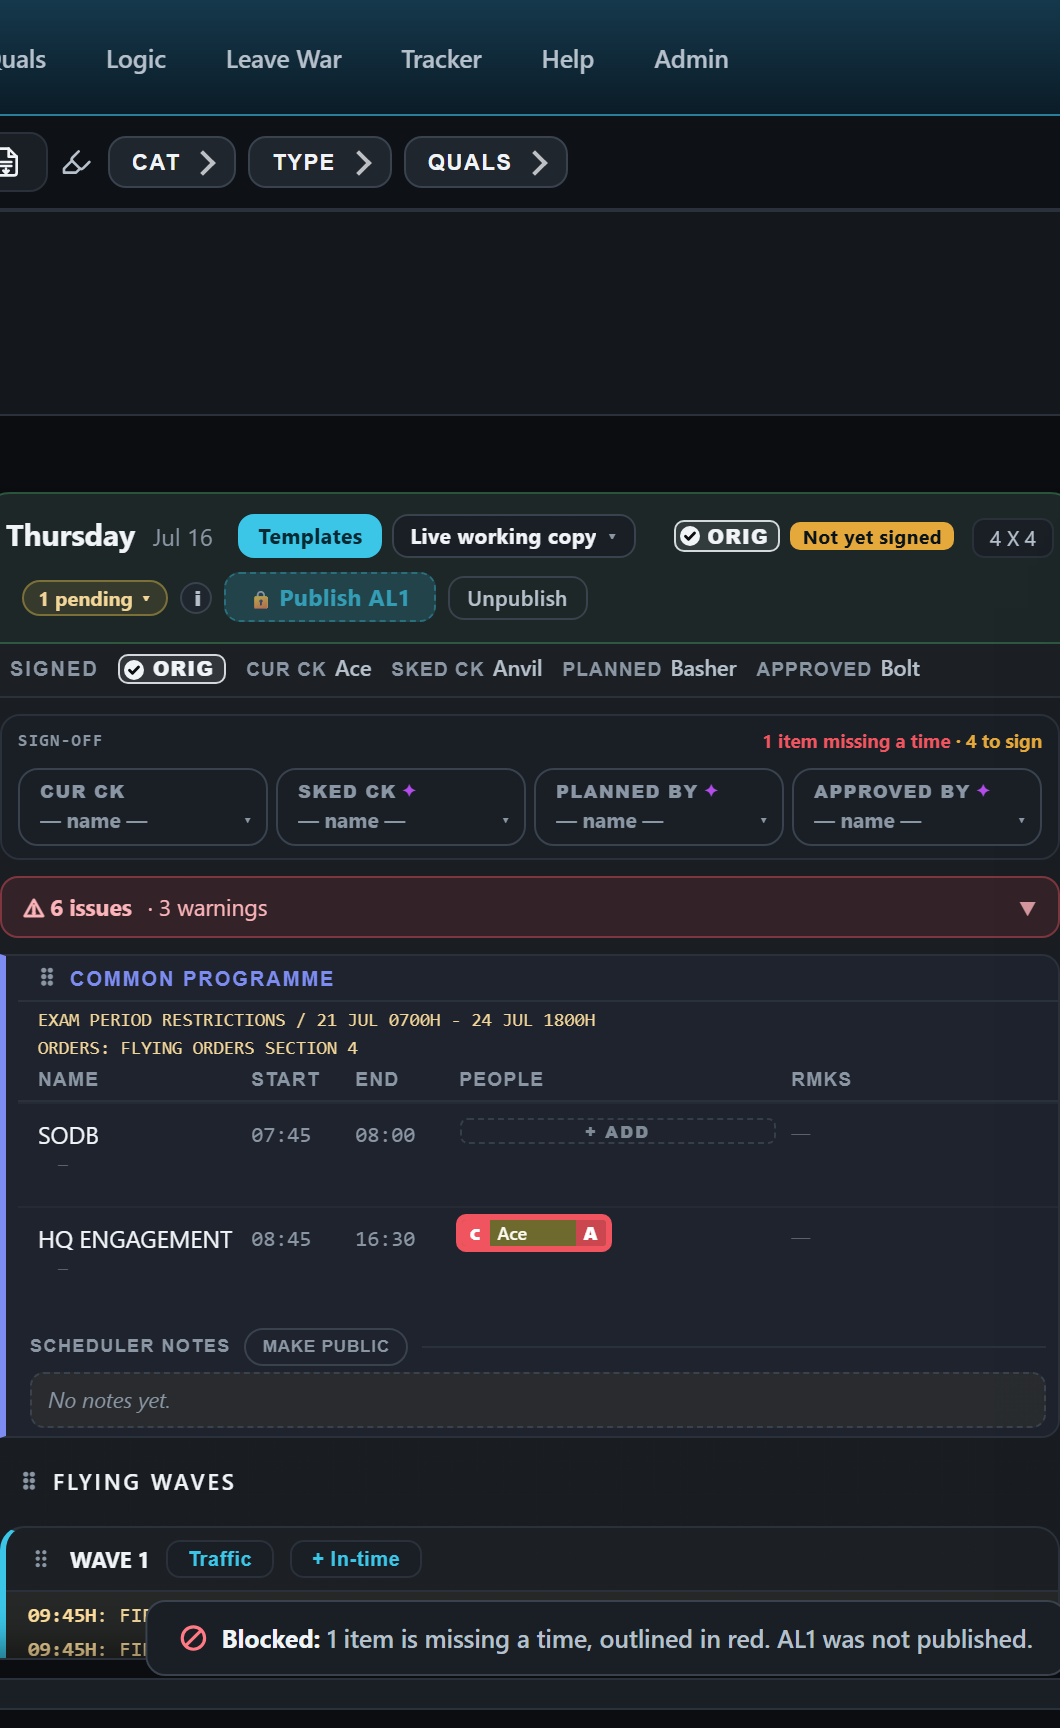 Logic Leave War Tracker Help Admin
CAT TYPE QUALS
Thursday Jul 16 Templates Live working copy ORIG Not yet signed 4 X 4
1 pending i Publish AL1 Unpublish
SIGNED ORIG CUR CK Ace SKED CK Anvil PLANNED Basher APPROVED Bolt
SIGN-OFF 1 item missing a time · 4 to sign
CUR CK SKED CK PLANNED BY APPROVED BY
— name — — name — — name — — name —
6 issues · 3 warnings
COMMON PROGRAMME
EXAM PERIOD RESTRICTIONS / 21 JUL 0700H - 24 JUL 1800H
ORDERS: FLYING ORDERS SECTION 4
NAME START END PEOPLE RMKS
SODB 07:45 08:00 + ADD —
—
HQ ENGAGEMENT 08:45 16:30 C Ace A —
—
SCHEDULER NOTES MAKE PUBLIC
No notes yet.
FLYING WAVES
WAVE 1 Traffic + In-time
09:45H:
09:45H:
Blocked: 1 item is missing a time, outlined in red. AL1 was not published.